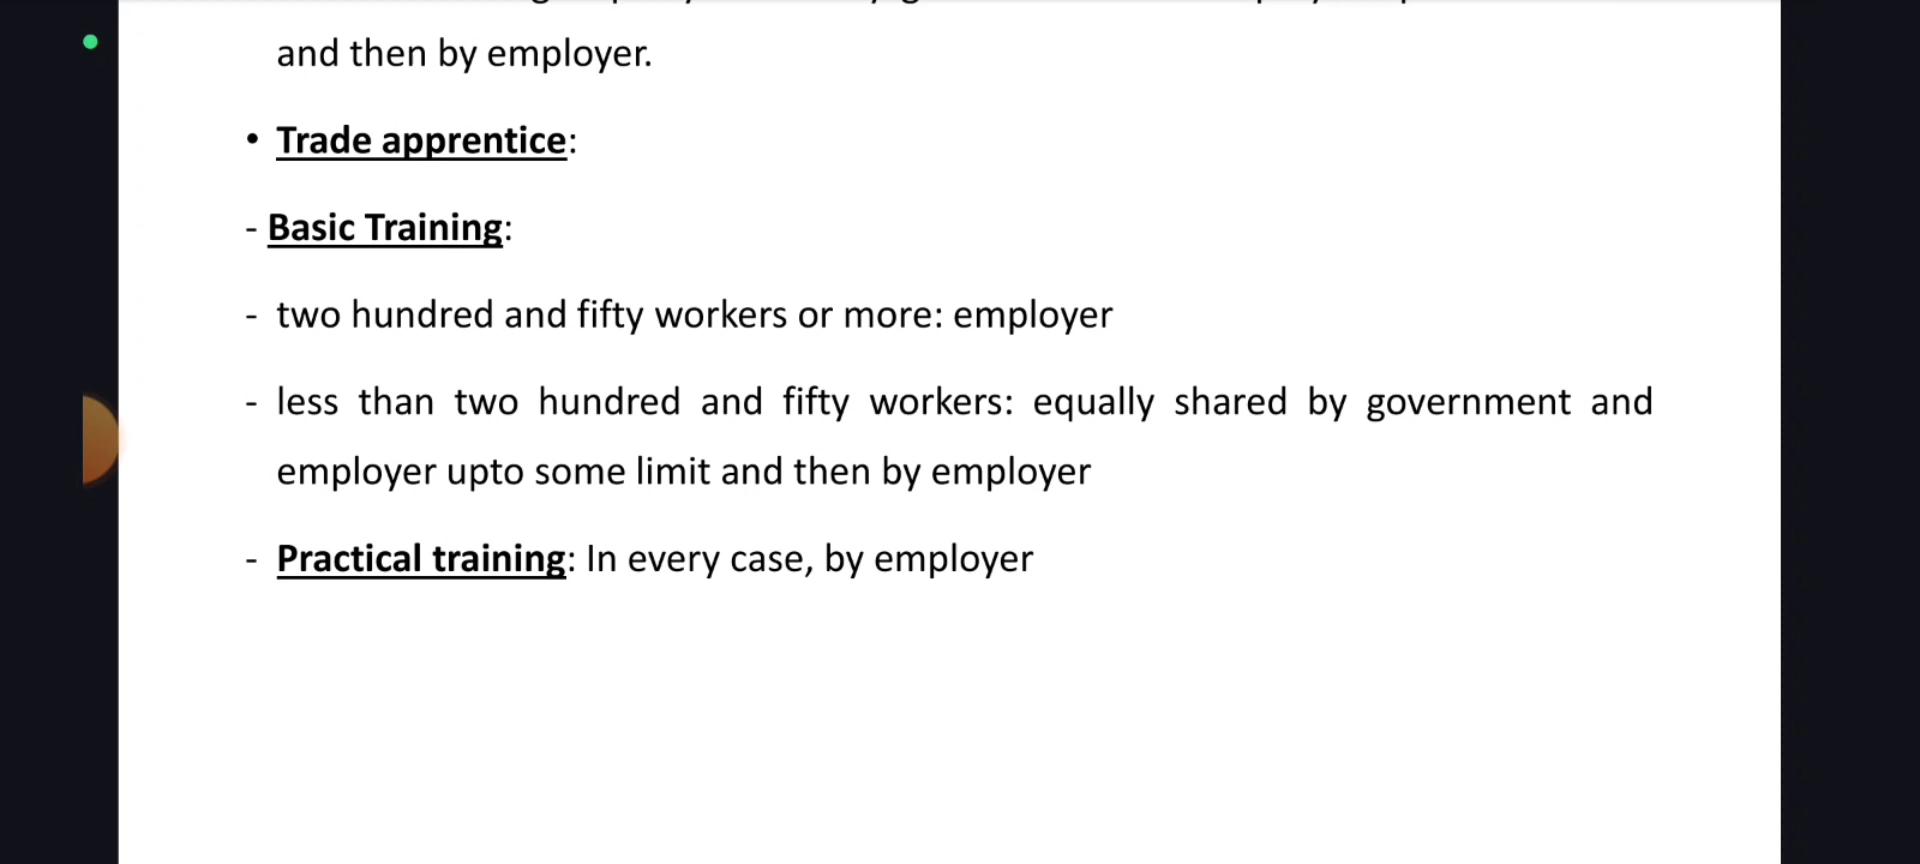 and then by employer.
• Trade apprentice:
- Basic Training:
- two hundred and fifty workers or more: employer
- less than two hundred and fifty workers: equally shared by government and
employer upto some limit and then by employer
- Practical training: In every case, by employer